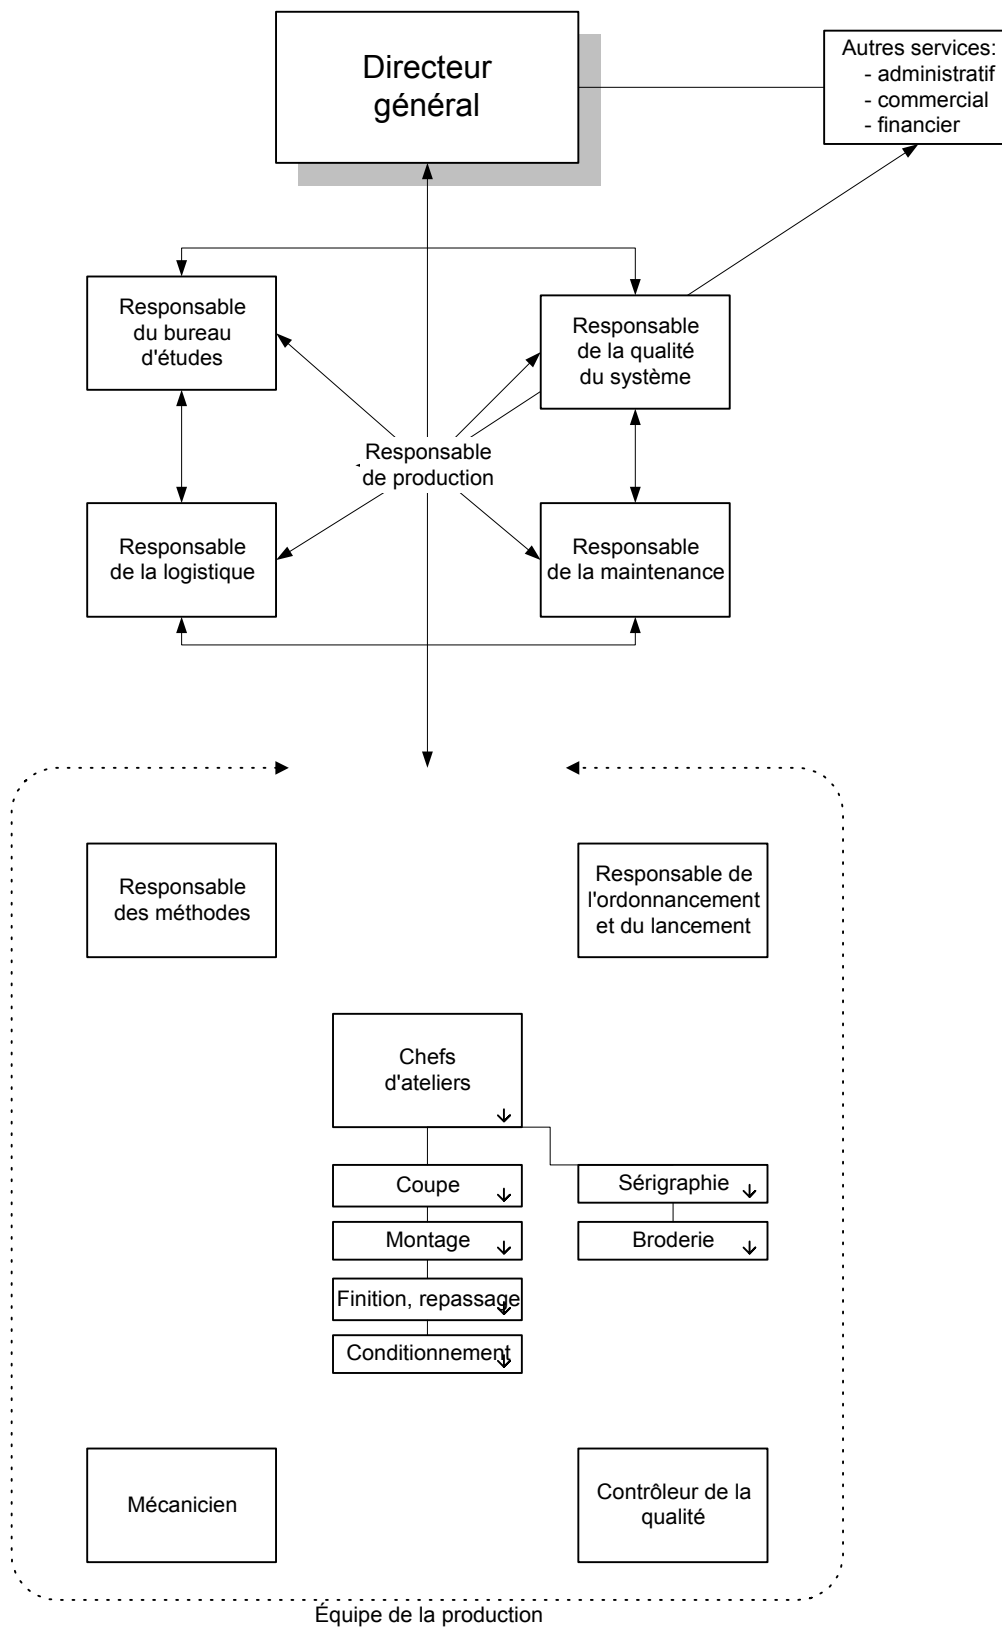 Directeur
général
Autres services:
- administratif
- commercial
- financier
Responsable
du bureau
d'études
Responsable
de la qualité
du système
Responsable
de production
Responsable
de la logistique
Responsable
de la maintenance
Responsable
des méthodes
Responsable de
l'ordonnancement
et du lancement
Chefs
d'ateliers
Coupe
Sérigraphie
Montage
Broderie
Finition, repassage
Conditionnement
Mécanicien
Contrôleur de la
qualité
Équipe de la production